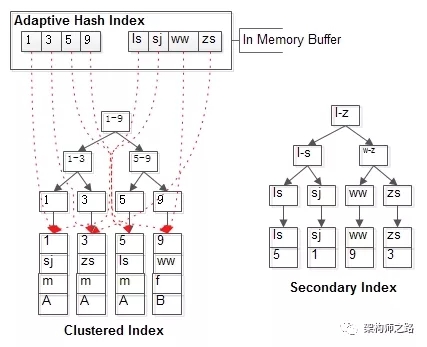 Adaptive Hash Index
1 3 5 9 ls sj ww zs
In Memory Buffer
1-9
1-3 5-9
1 3 5 9
1 3 5 9
sj zs ls ww
m m m f
A A A B
Clustered Index
l-z
l-s w-z
ls sj ww zs
ls sj ww zs
5 1 9 3
Secondary Index
架构师之路